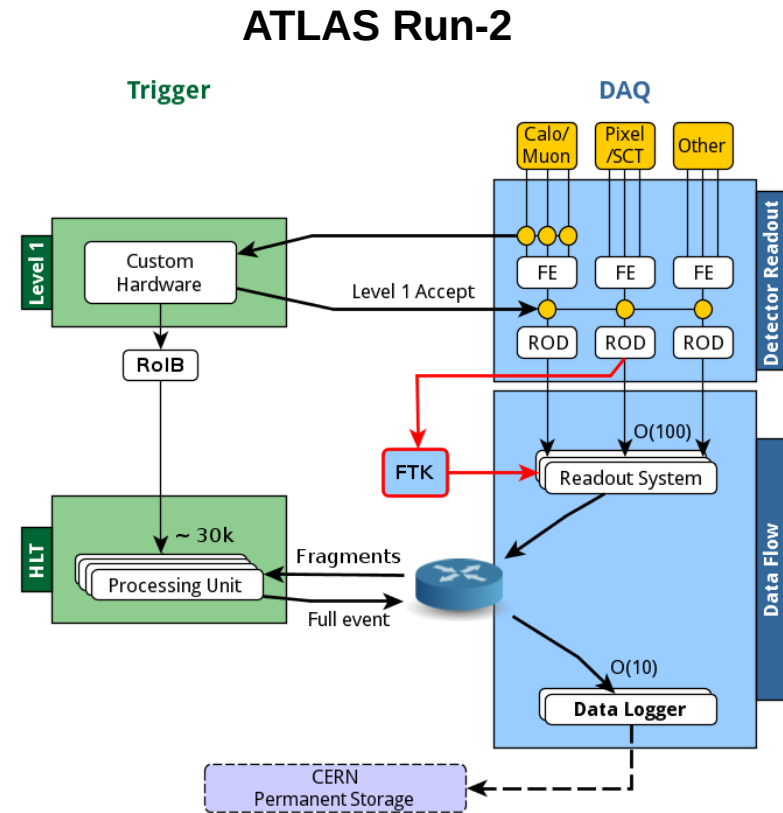 ATLAS Run-2
Trigger
DAQ
Calo/
Muon
Pixel
/SCT
Other
Level 1
Custom
Hardware
Level 1 Accept
FE
FE
FE
ROD
ROD
ROD
Detector Readout
RoIB
FTK
O(100)
Readout System
HLT
~ 30k
Processing Unit
Fragments
Full event
Data Flow
O(10)
Data Logger
CERN
Permanent Storage